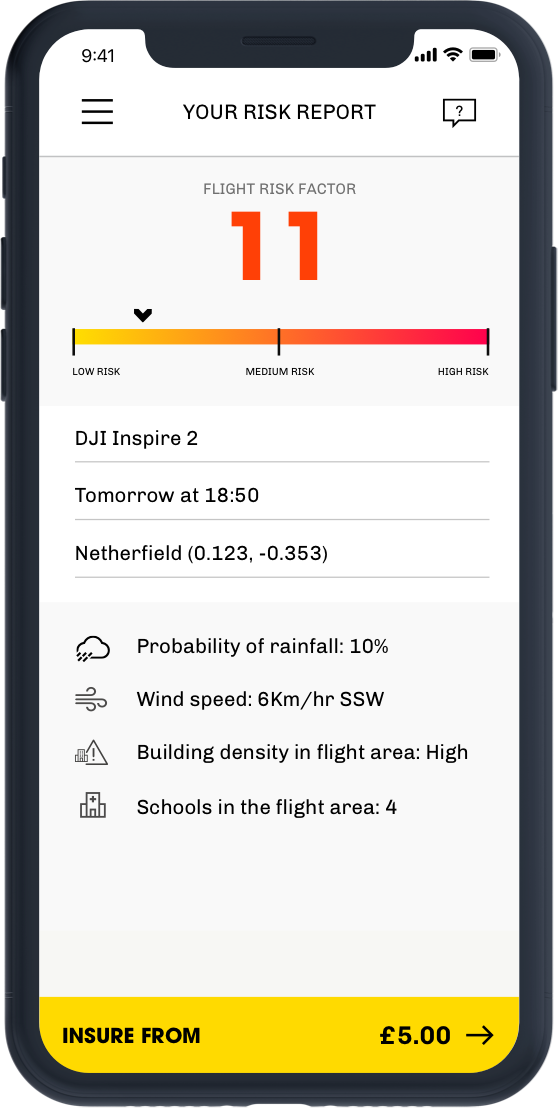 9:41
YOUR RISK REPORT
?
FLIGHT RISK FACTOR
11
LOW RISK MEDIUM RISK HIGH RISK
DJI Inspire 2
Tomorrow at 18:50
Netherfield (0.123, -0.353)
Probability of rainfall: 10%
Wind speed: 6Km/hr SSW
Building density in flight area: High
Schools in the flight area: 4
INSURE FROM £5.00 →